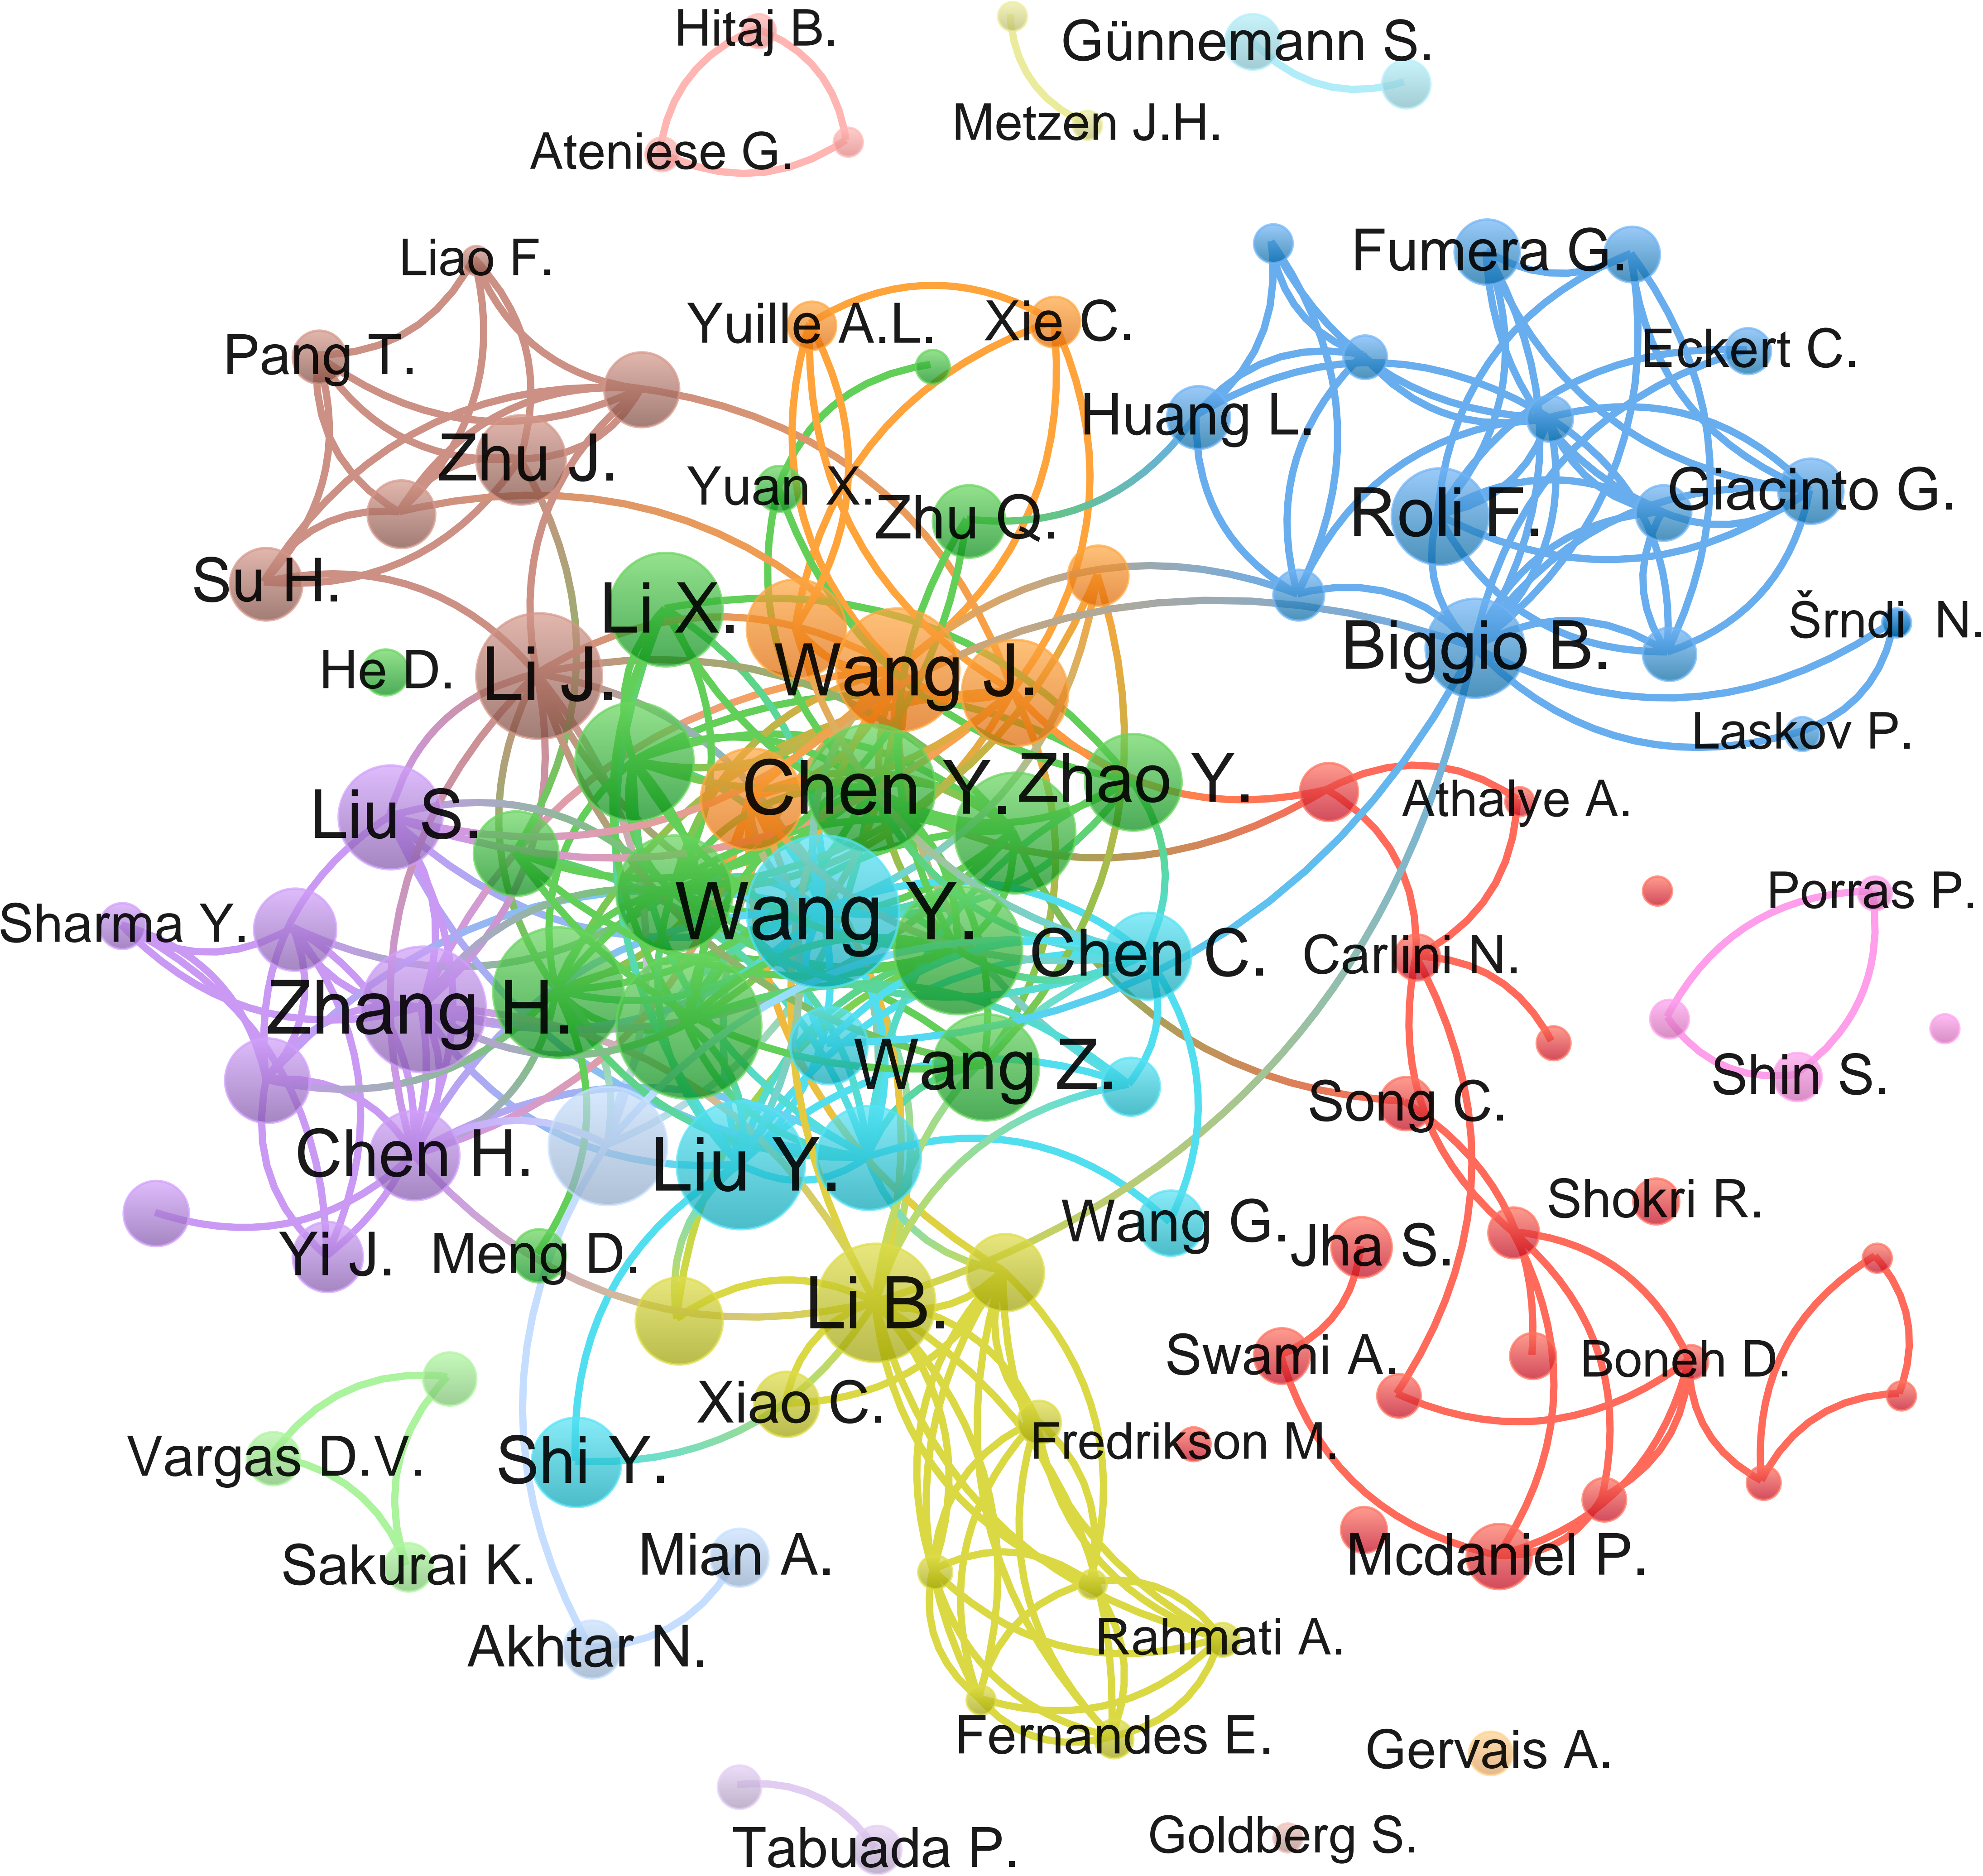 Hitaj B.
Günnemann S.
Ateniese G.
Metzen J.H.
Liao F.
Fumera G.
Yuille A.L.
Xie C.
Pang T.
Eckert C.
Huang L.
Zhu J.
Yuan X.
Zhu Q.
Roli F.
Giacinto G.
Su H.
Li X.
Šrndi N.
Biggio B.
He D.
Li J.
Wang J.
Laskov P.
Liu S.
Chen Y.
Zhao Y.
Athalye A.
Porras P.
Sharma Y.
Wang Y.
Chen C.
Carlini N.
Zhang H.
Wang Z.
Song C.
Shin S.
Chen H.
Liu Y.
Shokri R.
Wang G.
Jha S.
Yi J.
Meng D.
Li B.
Swami A.
Boneh D.
Xiao C.
Fredrikson M.
Vargas D.V.
Shi Y.
Sakurai K.
Mian A.
Mcdaniel P.
Akhtar N.
Rahmati A.
Fernandes E.
Gervais A.
Tabuada P.
Goldberg S.